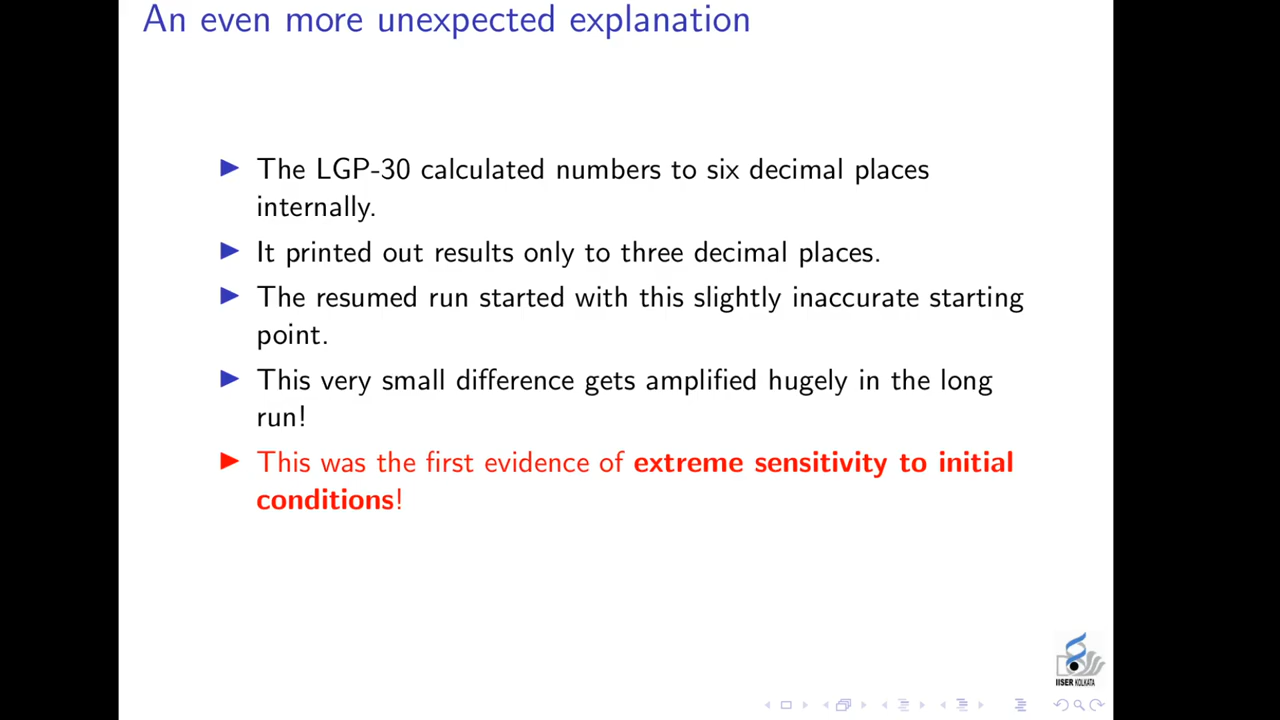 An even more unexpected explanation
The LGP-30 calculated numbers to six decimal places
internally.
It printed out results only to three decimal places.
The resumed run started with this slightly inaccurate starting
point.
This very small difference gets amplified hugely in the long
run!
This was the first evidence of extreme sensitivity to initial
conditions!
IISER KOLKATA